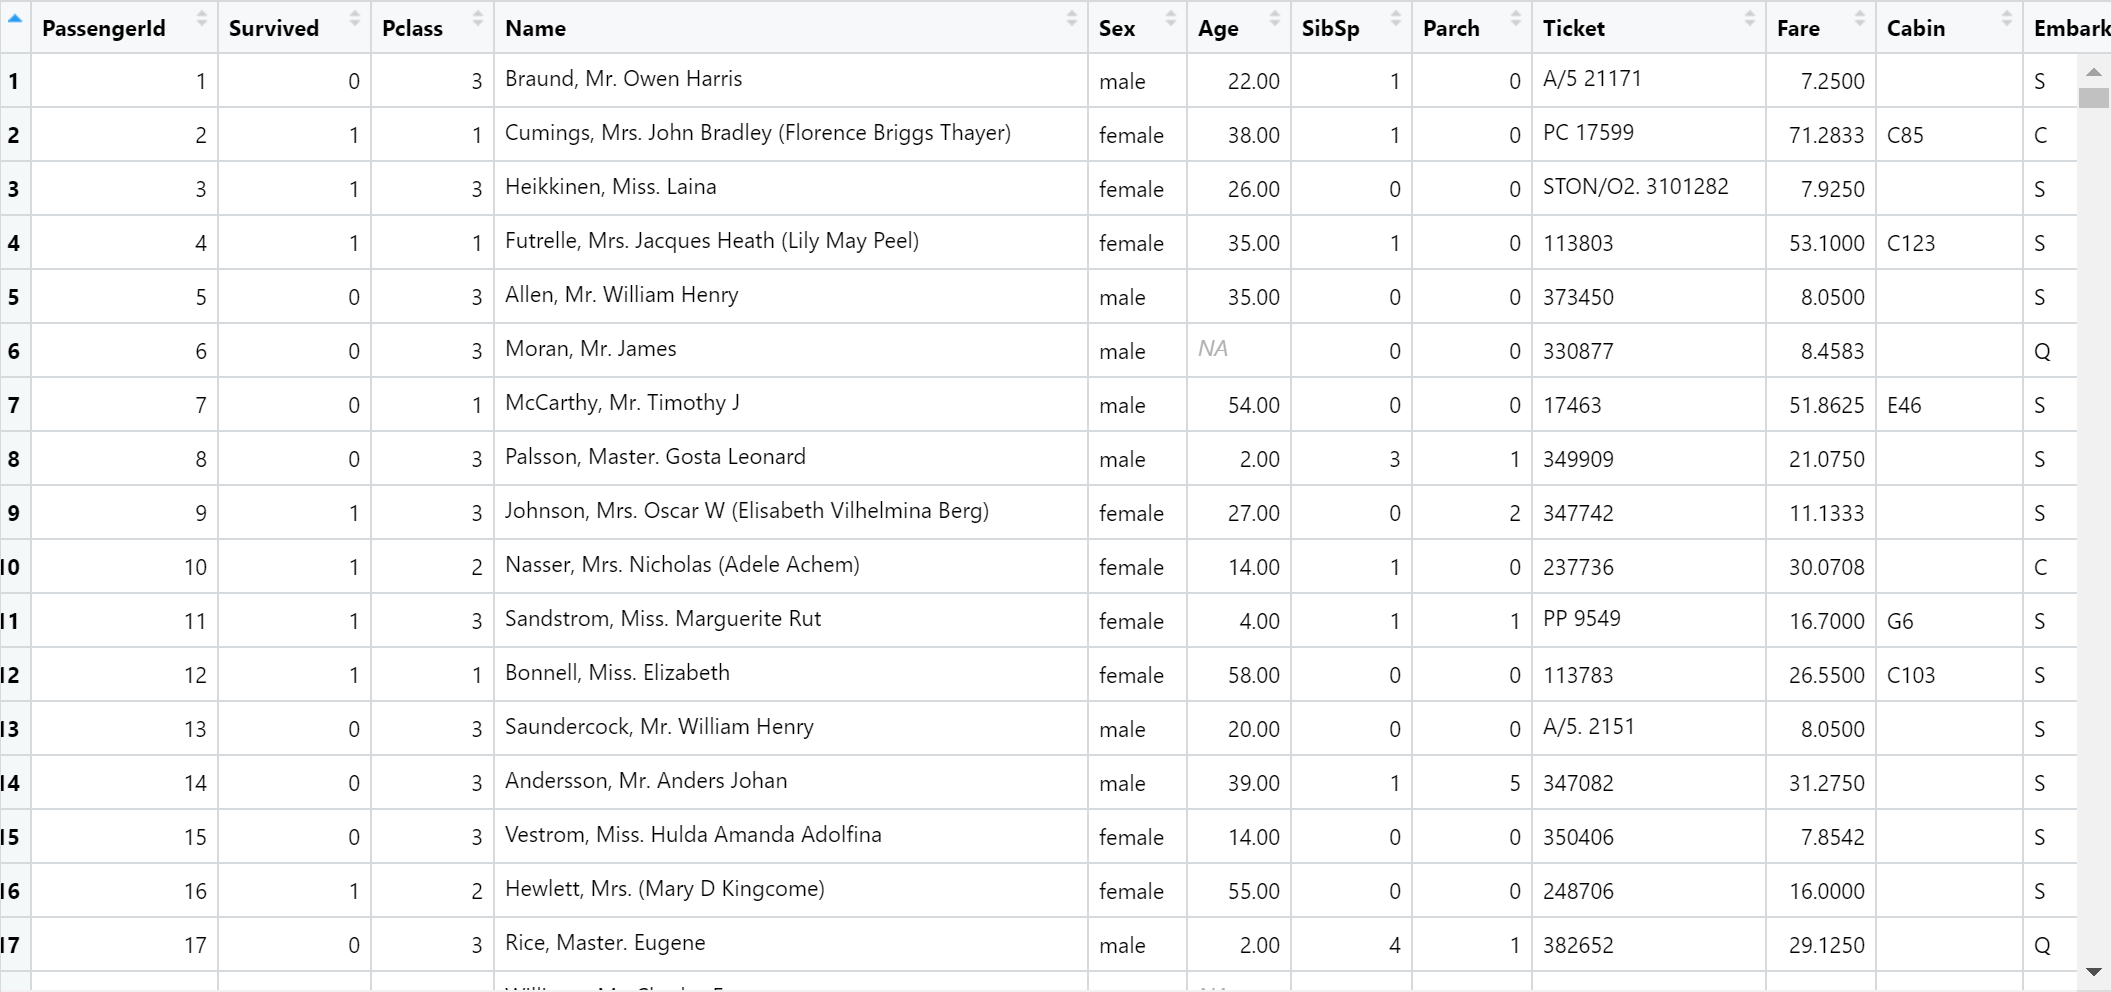 PassengerId Survived Pclass Name Sex Age SibSp Parch Ticket Fare Cabin Embark
1 1 0 3 Braund, Mr. Owen Harris male 22.00 1 0 A/5 21171 7.2500 S
2 2 1 1 Cumings, Mrs. John Bradley (Florence Briggs Thayer) female 38.00 1 0 PC 17599 71.2833 C85 C
3 3 1 3 Heikkinen, Miss. Laina female 26.00 0 0 STON/O2. 3101282 7.9250 S
4 4 1 1 Futrelle, Mrs. Jacques Heath (Lily May Peel) female 35.00 1 0 113803 53.1000 C123 S
5 5 0 3 Allen, Mr. William Henry male 35.00 0 0 373450 8.0500 S
6 6 0 3 Moran, Mr. James male NA 0 0 330877 8.4583 Q
7 7 0 1 McCarthy, Mr. Timothy J male 54.00 0 0 17463 51.8625 E46 S
8 8 0 3 Palsson, Master. Gosta Leonard male 2.00 3 1 349909 21.0750 S
9 9 1 3 Johnson, Mrs. Oscar W (Elisabeth Vilhelmina Berg) female 27.00 0 2 347742 11.1333 S
10 10 1 2 Nasser, Mrs. Nicholas (Adele Achem) female 14.00 1 0 237736 30.0708 C
11 11 1 3 Sandstrom, Miss. Marguerite Rut female 4.00 1 1 PP 9549 16.7000 G6 S
12 12 1 1 Bonnell, Miss. Elizabeth female 58.00 0 0 113783 26.5500 C103 S
13 13 0 3 Saundercock, Mr. William Henry male 20.00 0 0 A/5. 2151 8.0500 S
14 14 0 3 Andersson, Mr. Anders Johan male 39.00 1 5 347082 31.2750 S
15 15 0 3 Vestrom, Miss. Hulda Amanda Adolfina female 14.00 0 0 350406 7.8542 S
16 16 1 2 Hewlett, Mrs. (Mary D Kingcome) female 55.00 0 0 248706 16.0000 S
17 17 0 3 Rice, Master. Eugene male 2.00 4 1 382652 29.1250 Q